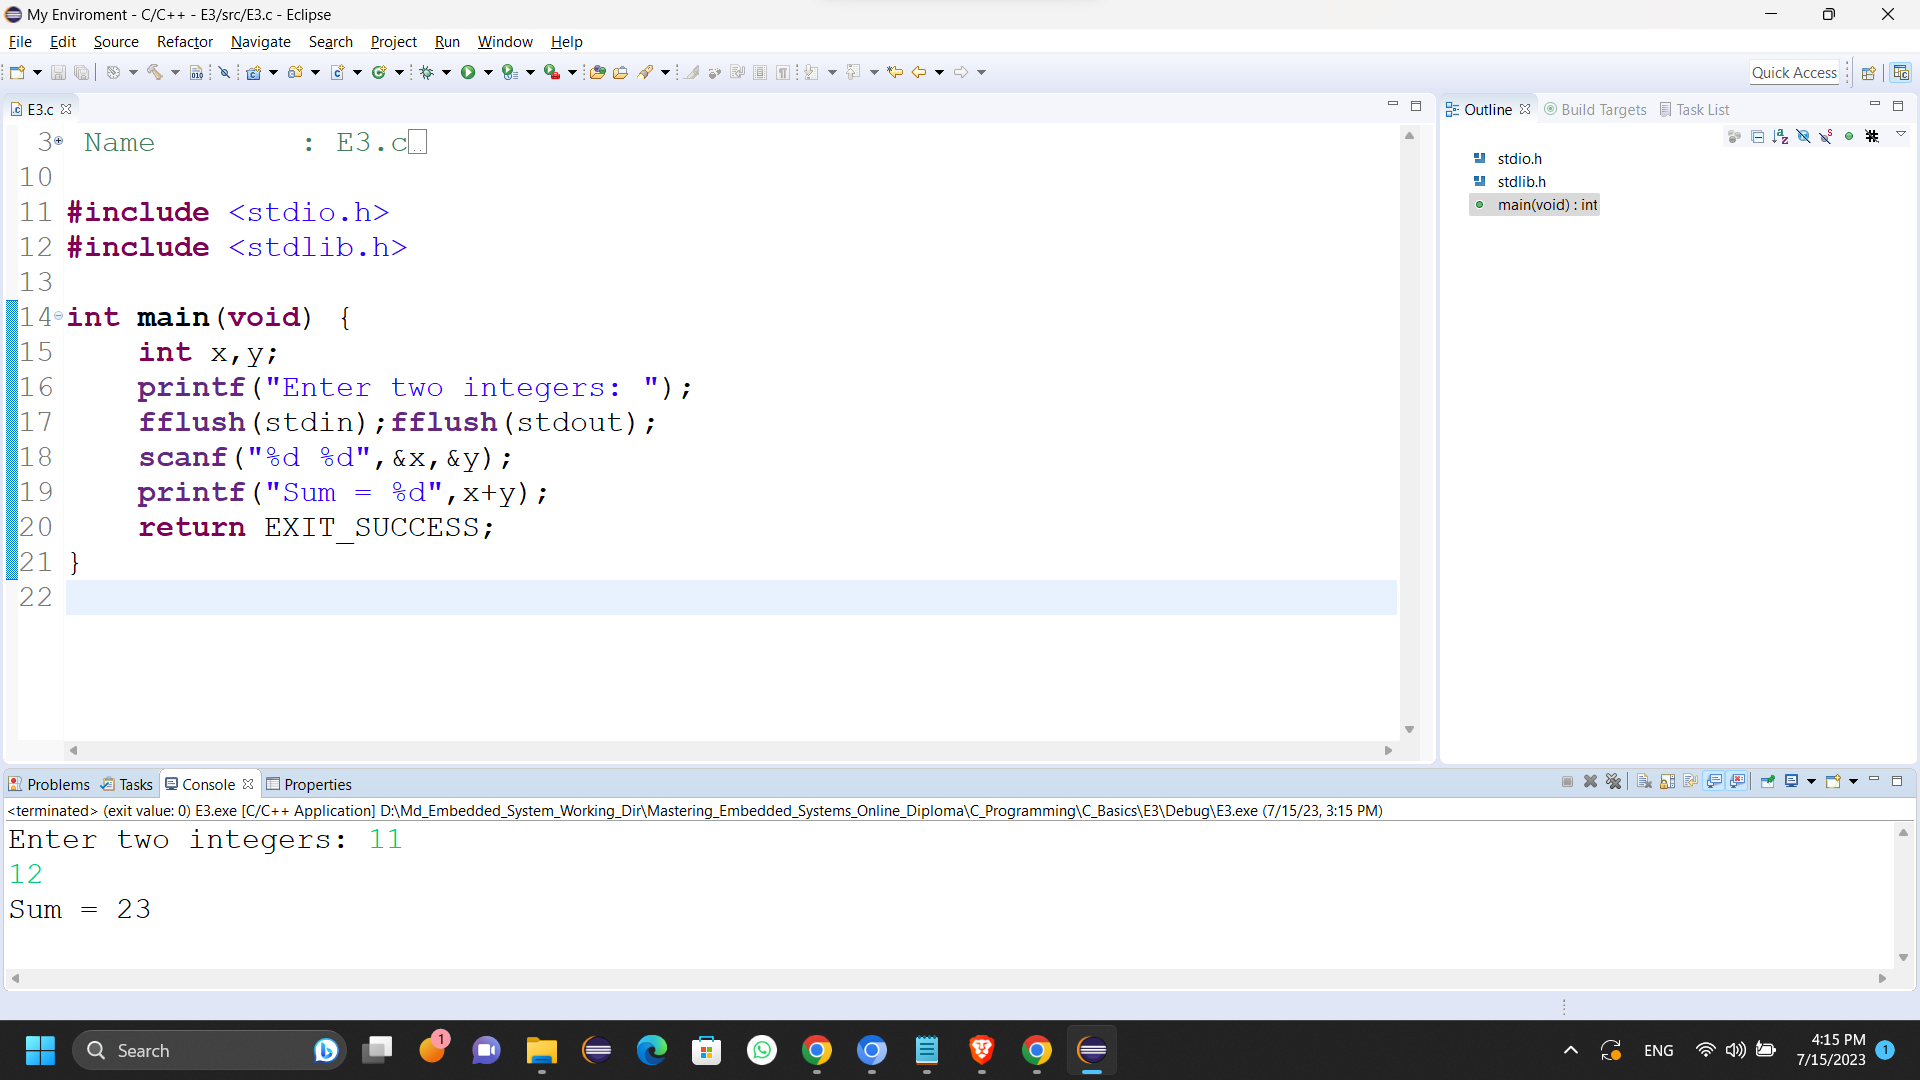 My Enviroment - C/C++ - E3/src/E3.c - Eclipse
File Edit Source Refactor Navigate Search Project Run Window Help
Quick Access
E3.c
3 Name : E3.c
10
11 #include <stdio.h>
12 #include <stdlib.h>
13
14 int main(void) {
15 int x,y;
16 printf("Enter two integers: ");
17 fflush(stdin);fflush(stdout);
18 scanf("%d %d",&x,&y);
19 printf("Sum = %d",x+y);
20 return EXIT_SUCCESS;
21 }
22
Outline Build Targets Task List
stdio.h
stdlib.h
main(void) : int
Problems Tasks Console Properties
<terminated> (exit value: 0) E3.exe [C/C++ Application] D:\Md_Embedded_System_Working_Dir\Mastering_Embedded_Systems_Online_Diploma\C_Programming\C_Basics\E3\Debug\E3.exe (7/15/23, 3:15 PM)
Enter two integers: 11
12
Sum = 23
Search
1
ENG
4:15 PM
7/15/2023
1